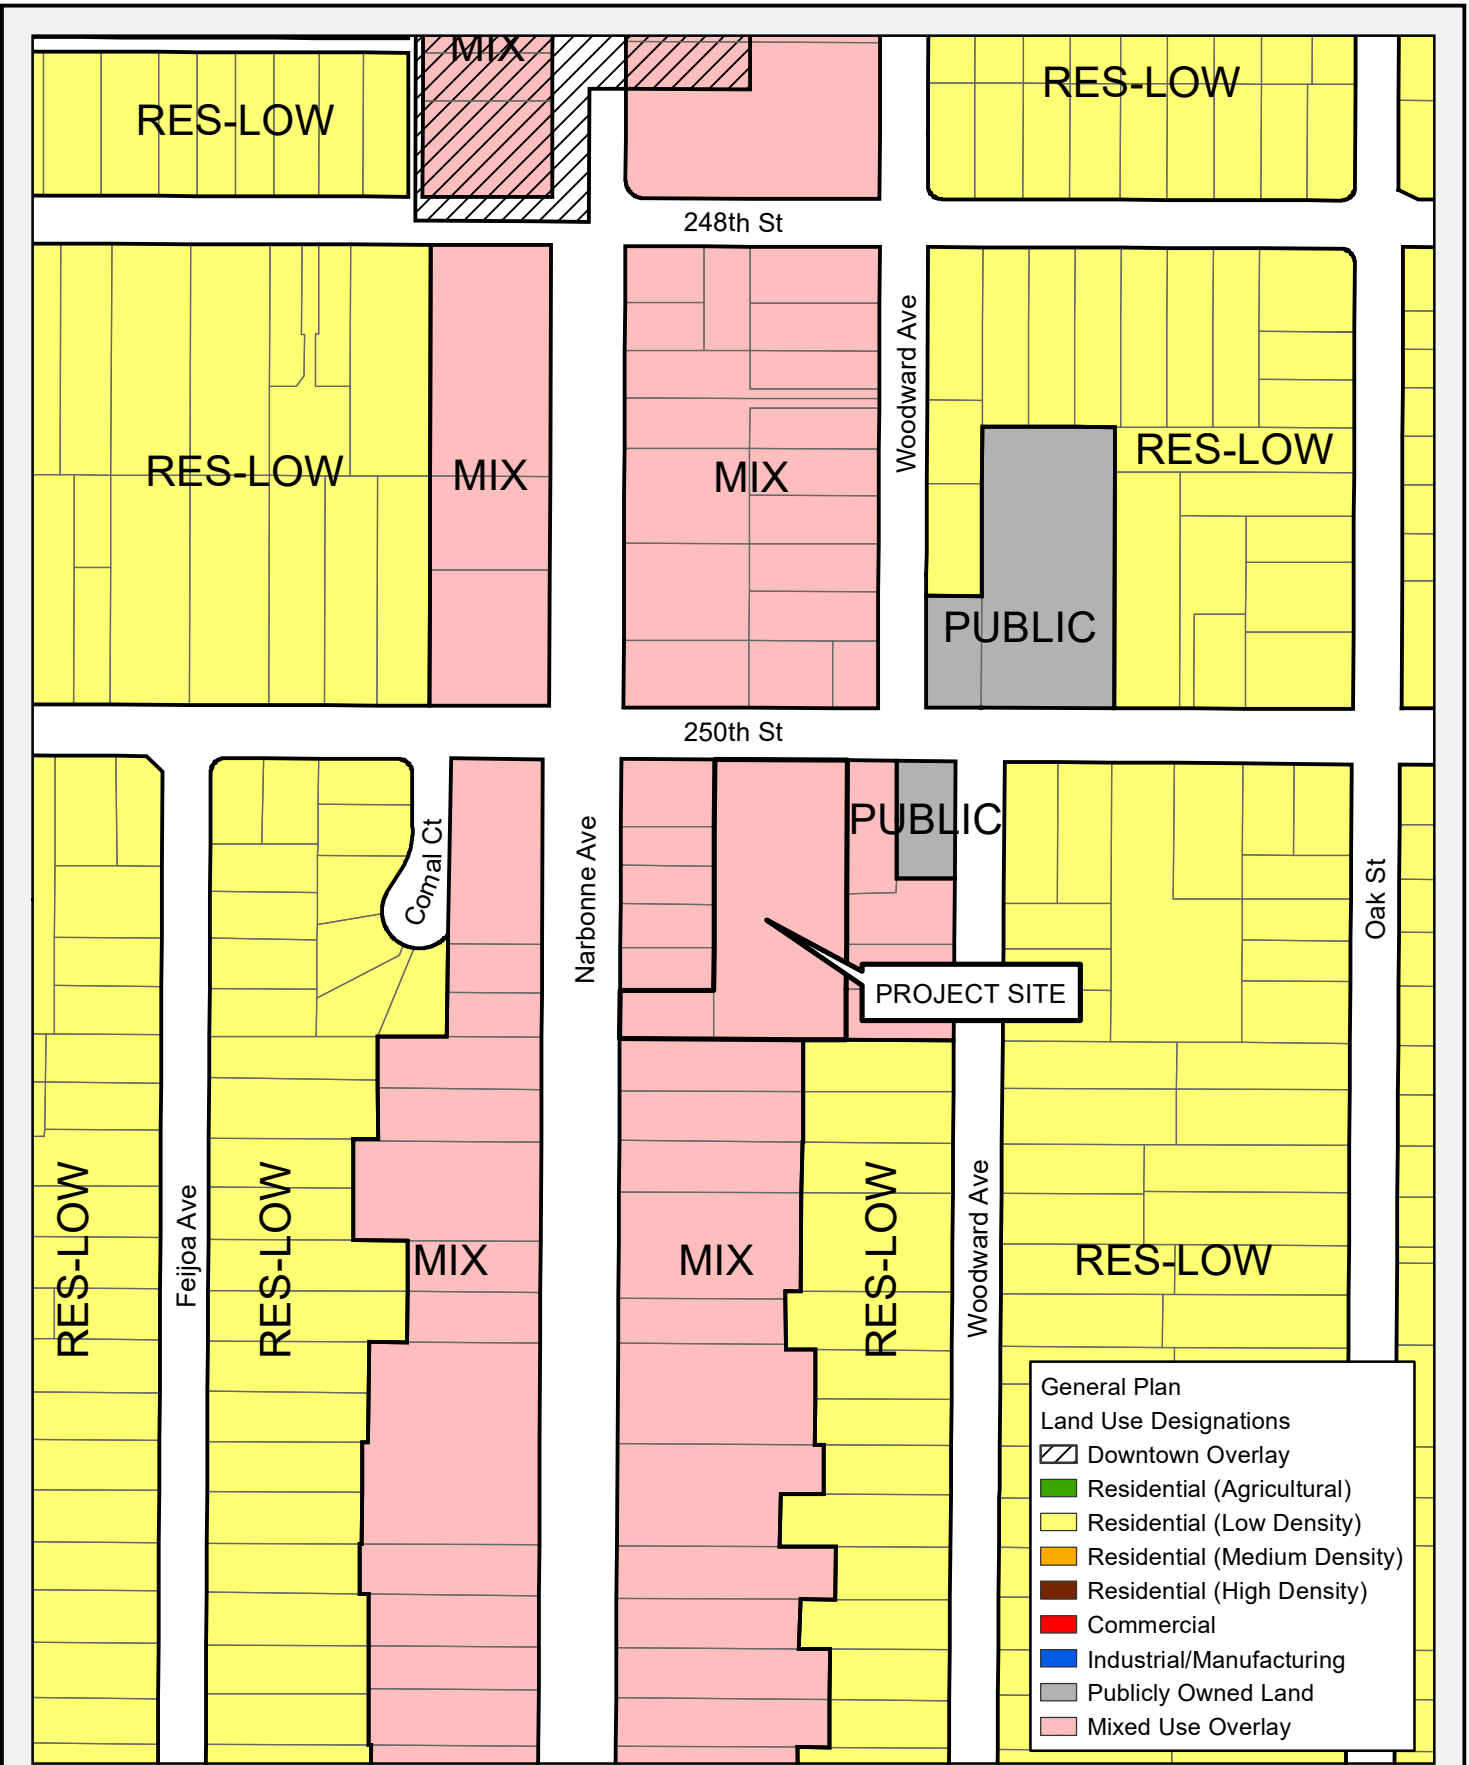 MIX
RES-LOW
RES-LOW
248th St
Woodward Ave
RES-LOW
RES-LOW
MIX
MIX
PUBLIC
250th St
PUBLIC
Comal Ct
Narbonne Ave
Oak St
PROJECT SITE
RES-LOW
Feijoa Ave
RES-LOW
MIX
MIX
RES-LOW
Woodward Ave
RES-LOW
General Plan
Land Use Designations
Downtown Overlay
Residential (Agricultural)
Residential (Low Density)
Residential (Medium Density)
Residential (High Density)
Commercial
Industrial/Manufacturing
Publicly Owned Land
Mixed Use Overlay